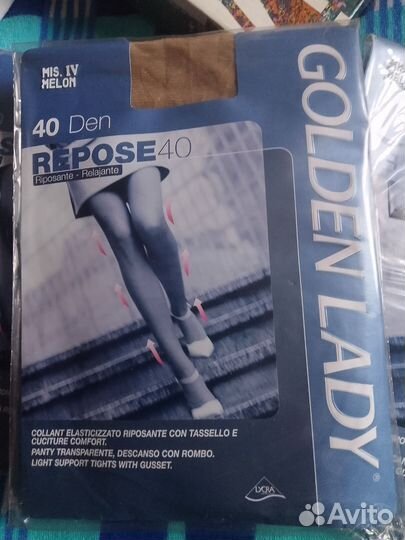 MIS. IV
MELON
40 Den
REPOSE40
Riposante - Relajante
GOLDEN LADY®
COLLANT ELASTICIZZATO RIPOSANTE CON TASSELLO E
CUCITURE COMFORT.
PANTY TRANSPARENTE, DESCANSO CON ROMBO.
LIGHT SUPPORT TIGHTS WITH GUSSET.
LYCRA
Avito